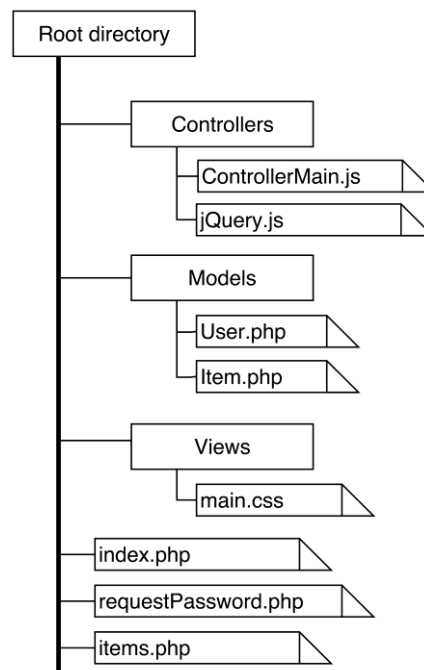 Root directory
Controllers
ControllerMain.js
jQuery.js
Models
User.php
Item.php
Views
main.css
index.php
requestPassword.php
items.php